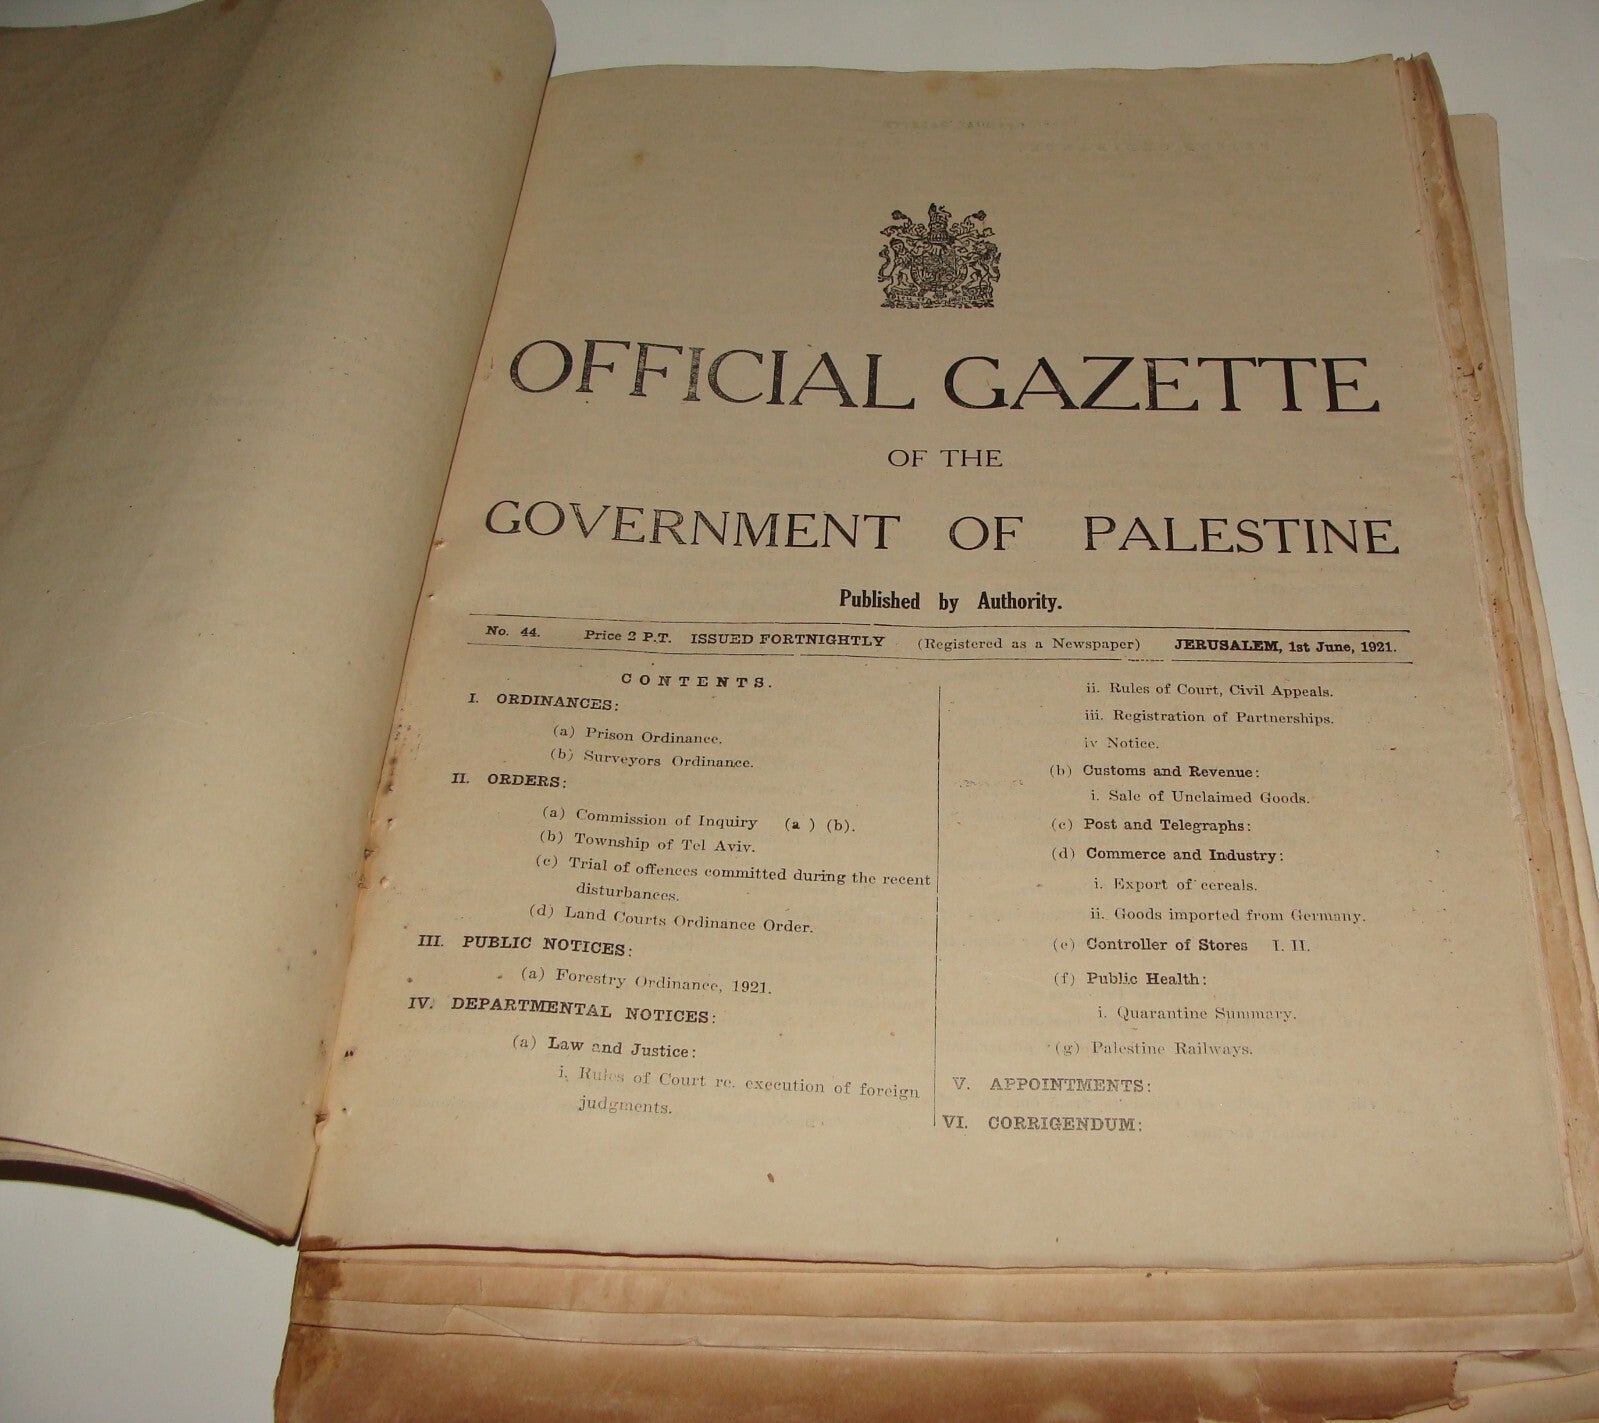 OFFICIAL GAZETTE
OF THE
GOVERNMENT OF PALESTINE
Published by Authority.
No. 44. Price 2 P.T. ISSUED FORTNIGHTLY (Registered as a Newspaper) JERUSALEM, 1st June, 1921.
CONTENTS.
I. ORDINANCES:
(a) Prison Ordinance.
(b) Surveyors Ordinance.
II. ORDERS:
(a) Commission of Inquiry (a ) (b).
(b) Township of Tel Aviv.
(c) Trial of offences committed during the recent
disturbances.
(d) Land Courts Ordinance Order.
III. PUBLIC NOTICES:
(a) Forestry Ordinance, 1921.
IV. DEPARTMENTAL NOTICES:
(a) Law and Justice:
i. Rules of Court re. execution of foreign
judgments.
ii. Rules of Court, Civil Appeals.
iii. Registration of Partnerships.
iv Notice.
(b) Customs and Revenue:
i. Sale of Unclaimed Goods.
(c) Post and Telegraphs:
(d) Commerce and Industry:
i. Export of cereals.
ii. Goods imported from Germany.
(e) Controller of Stores I. II.
(f) Public Health:
i. Quarantine Summary.
(g) Palestine Railways.
V. APPOINTMENTS:
VI. CORRIGENDUM: